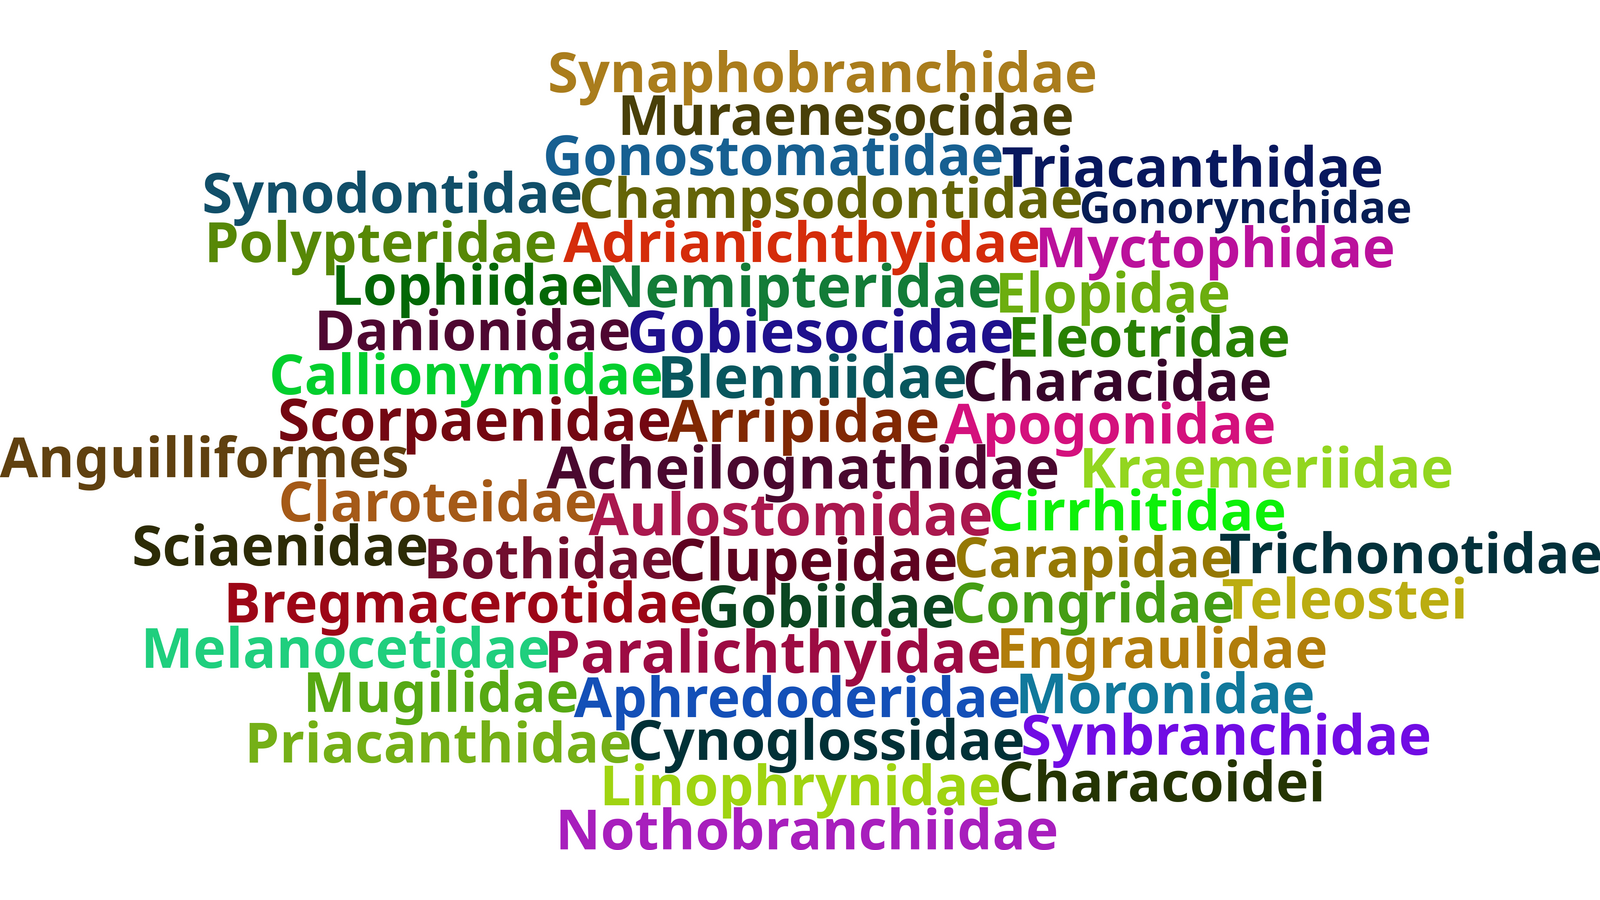 Synaphobranchidae
Muraenesocidae
Gonostomatidae Triacanthidae
Synodontidae Champsodontidae Gonorynchidae
Polypteridae Adrianichthyidae Myctophidae
Lophiidae Nemipteridae Elopidae
Danionidae Gobiesocidae Eleotridae
Callionymidae Blenniidae Characidae
Scorpaenidae Arripidae Apogonidae
Anguilliformes Acheilognathidae Kraemeriidae
Claroteidae Aulostomidae Cirrhitidae
Sciaenidae Bothidae Clupeidae Carapidae Trichonotidae
Bregmacerotidae Gobiidae Congridae Teleostei
Melanocetidae Paralichthyidae Engraulidae
Mugilidae Aphredoderidae Moronidae
Priacanthidae Cynoglossidae Synbranchidae
Linophrynidae Characoidei
Nothobranchiidae